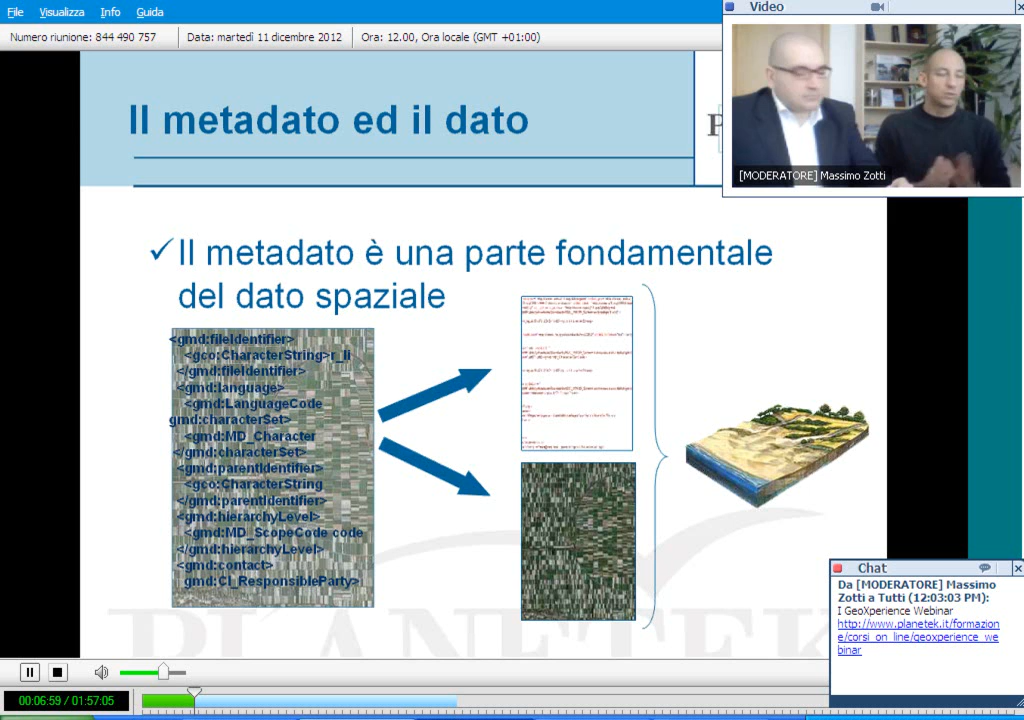 File Visualizza Info Guida
Numero riunione: 844 490 757 Data: martedì 11 dicembre 2012 Ora: 12.00, Ora locale (GMT +01:00)
Video
[MODERATORE] Massimo Zotti
Il metadato ed il dato
P
✓Il metadato è una parte fondamentale
del dato spaziale
<gmd:fileIdentifier>
<gco:CharacterString>r_li
</gmd:fileIdentifier>
<gmd:language>
<gmd:LanguageCode
gmd:characterSet>
<gmd:MD_Character
</gmd:characterSet>
<gmd:parentIdentifier>
<gco:CharacterString
</gmd:parentIdentifier>
<gmd:hierarchyLevel>
<gmd:MD_ScopeCode code
</gmd:hierarchyLevel>
<gmd:contact>
gmd:CI_ResponsibleParty>
PLANETEK
Chat
Da [MODERATORE] Massimo
Zotti a Tutti (12:03:03 PM):
I GeoXperience Webinar
http://www.planetek.it/formazion
e/corsi_on_line/geoxperience_we
binar
00:06:59 / 01:57:05